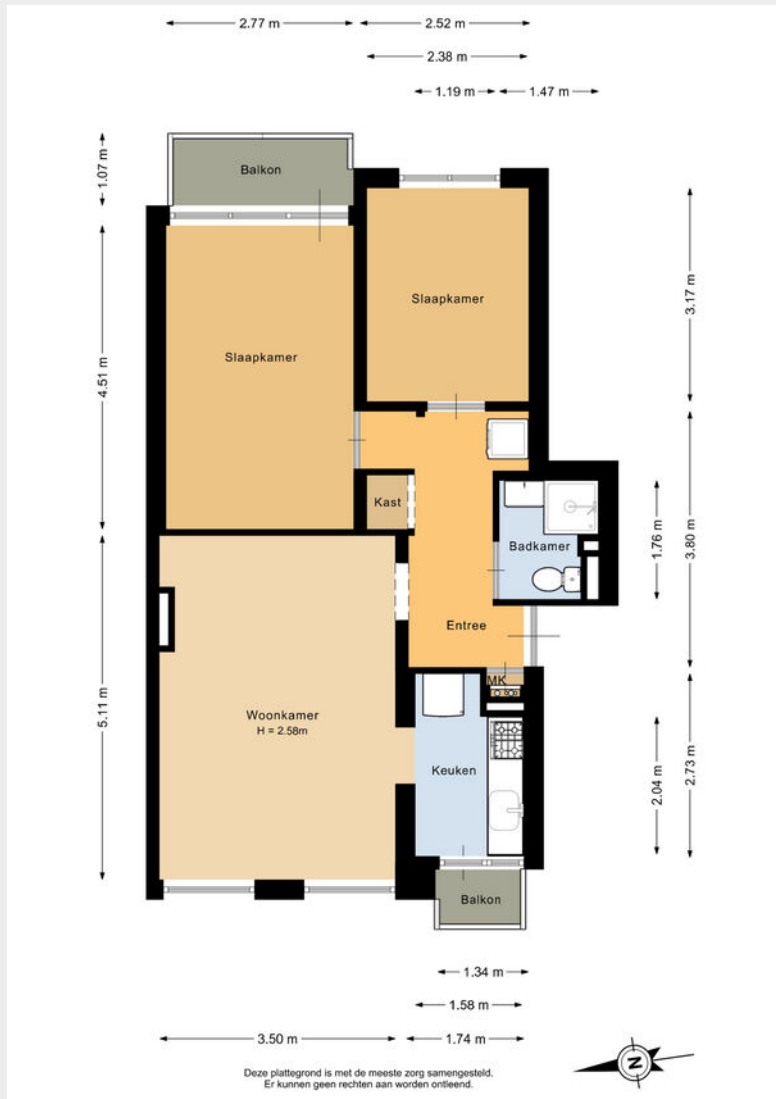 2.77 m
2.52 m
2.38 m
1.19 m
1.47 m
1.07 m
Balkon
Slaapkamer
3.17 m
Slaapkamer
4.51 m
Kast
Badkamer
1.76 m
3.80 m
Entree
MK
Woonkamer
H = 2.58m
5.11 m
Keuken
2.04 m
2.73 m
Balkon
1.34 m
1.58 m
3.50 m
1.74 m
N
Deze plattegrond is met de meeste zorg samengesteld.
Er kunnen geen rechten aan worden ontleend.